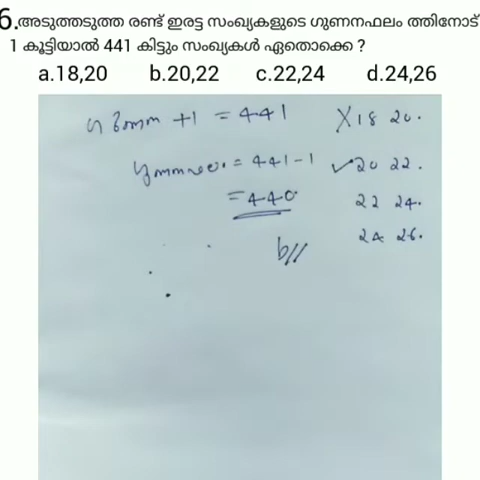 6.അടുത്തടുത്ത രണ്ട് ഇരട്ട സംഖ്യകളുടെ ഗുണനഫലം ത്തിനോട്
1 കൂട്ടിയാൽ 441 കിട്ടും സംഖ്യകൾ ഏതൊക്കെ ?
a.18,20 b.20,22 c.22,24 d.24,26
+1 = 441 X18 20.
= 441-1 ✓20 22.
=440 22 24.
24 26.
b//